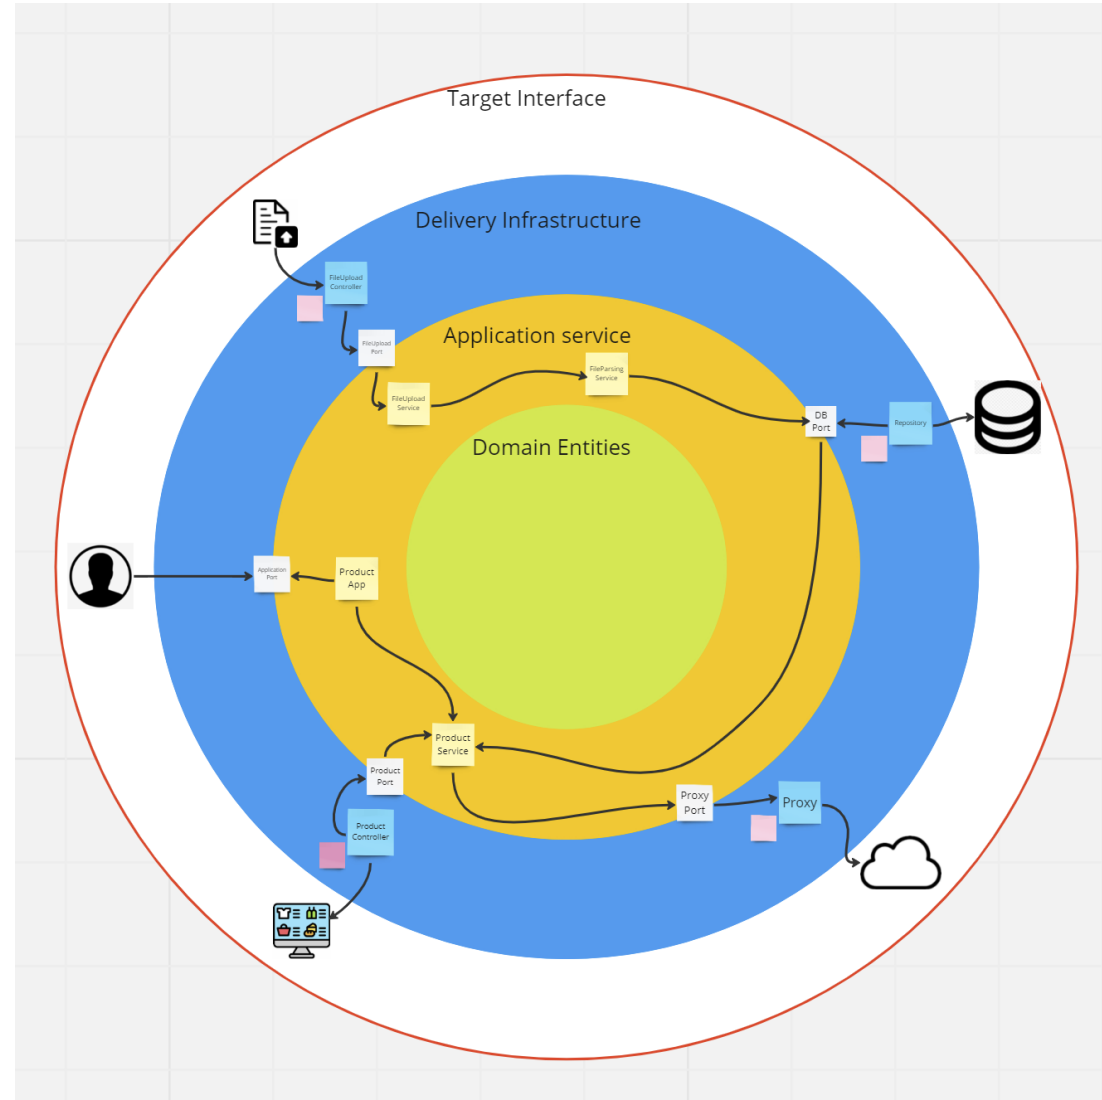 Target Interface
Delivery Infrastructure
FileUpload
Controller
Application service
FileUpload
Port
FileParsing
Service
FileUpload
Service
DB
Port
Repository
Domain Entities
Application
Port
Product
App
Product
Service
Product
Port
Proxy
Port
Proxy
Product
Controller